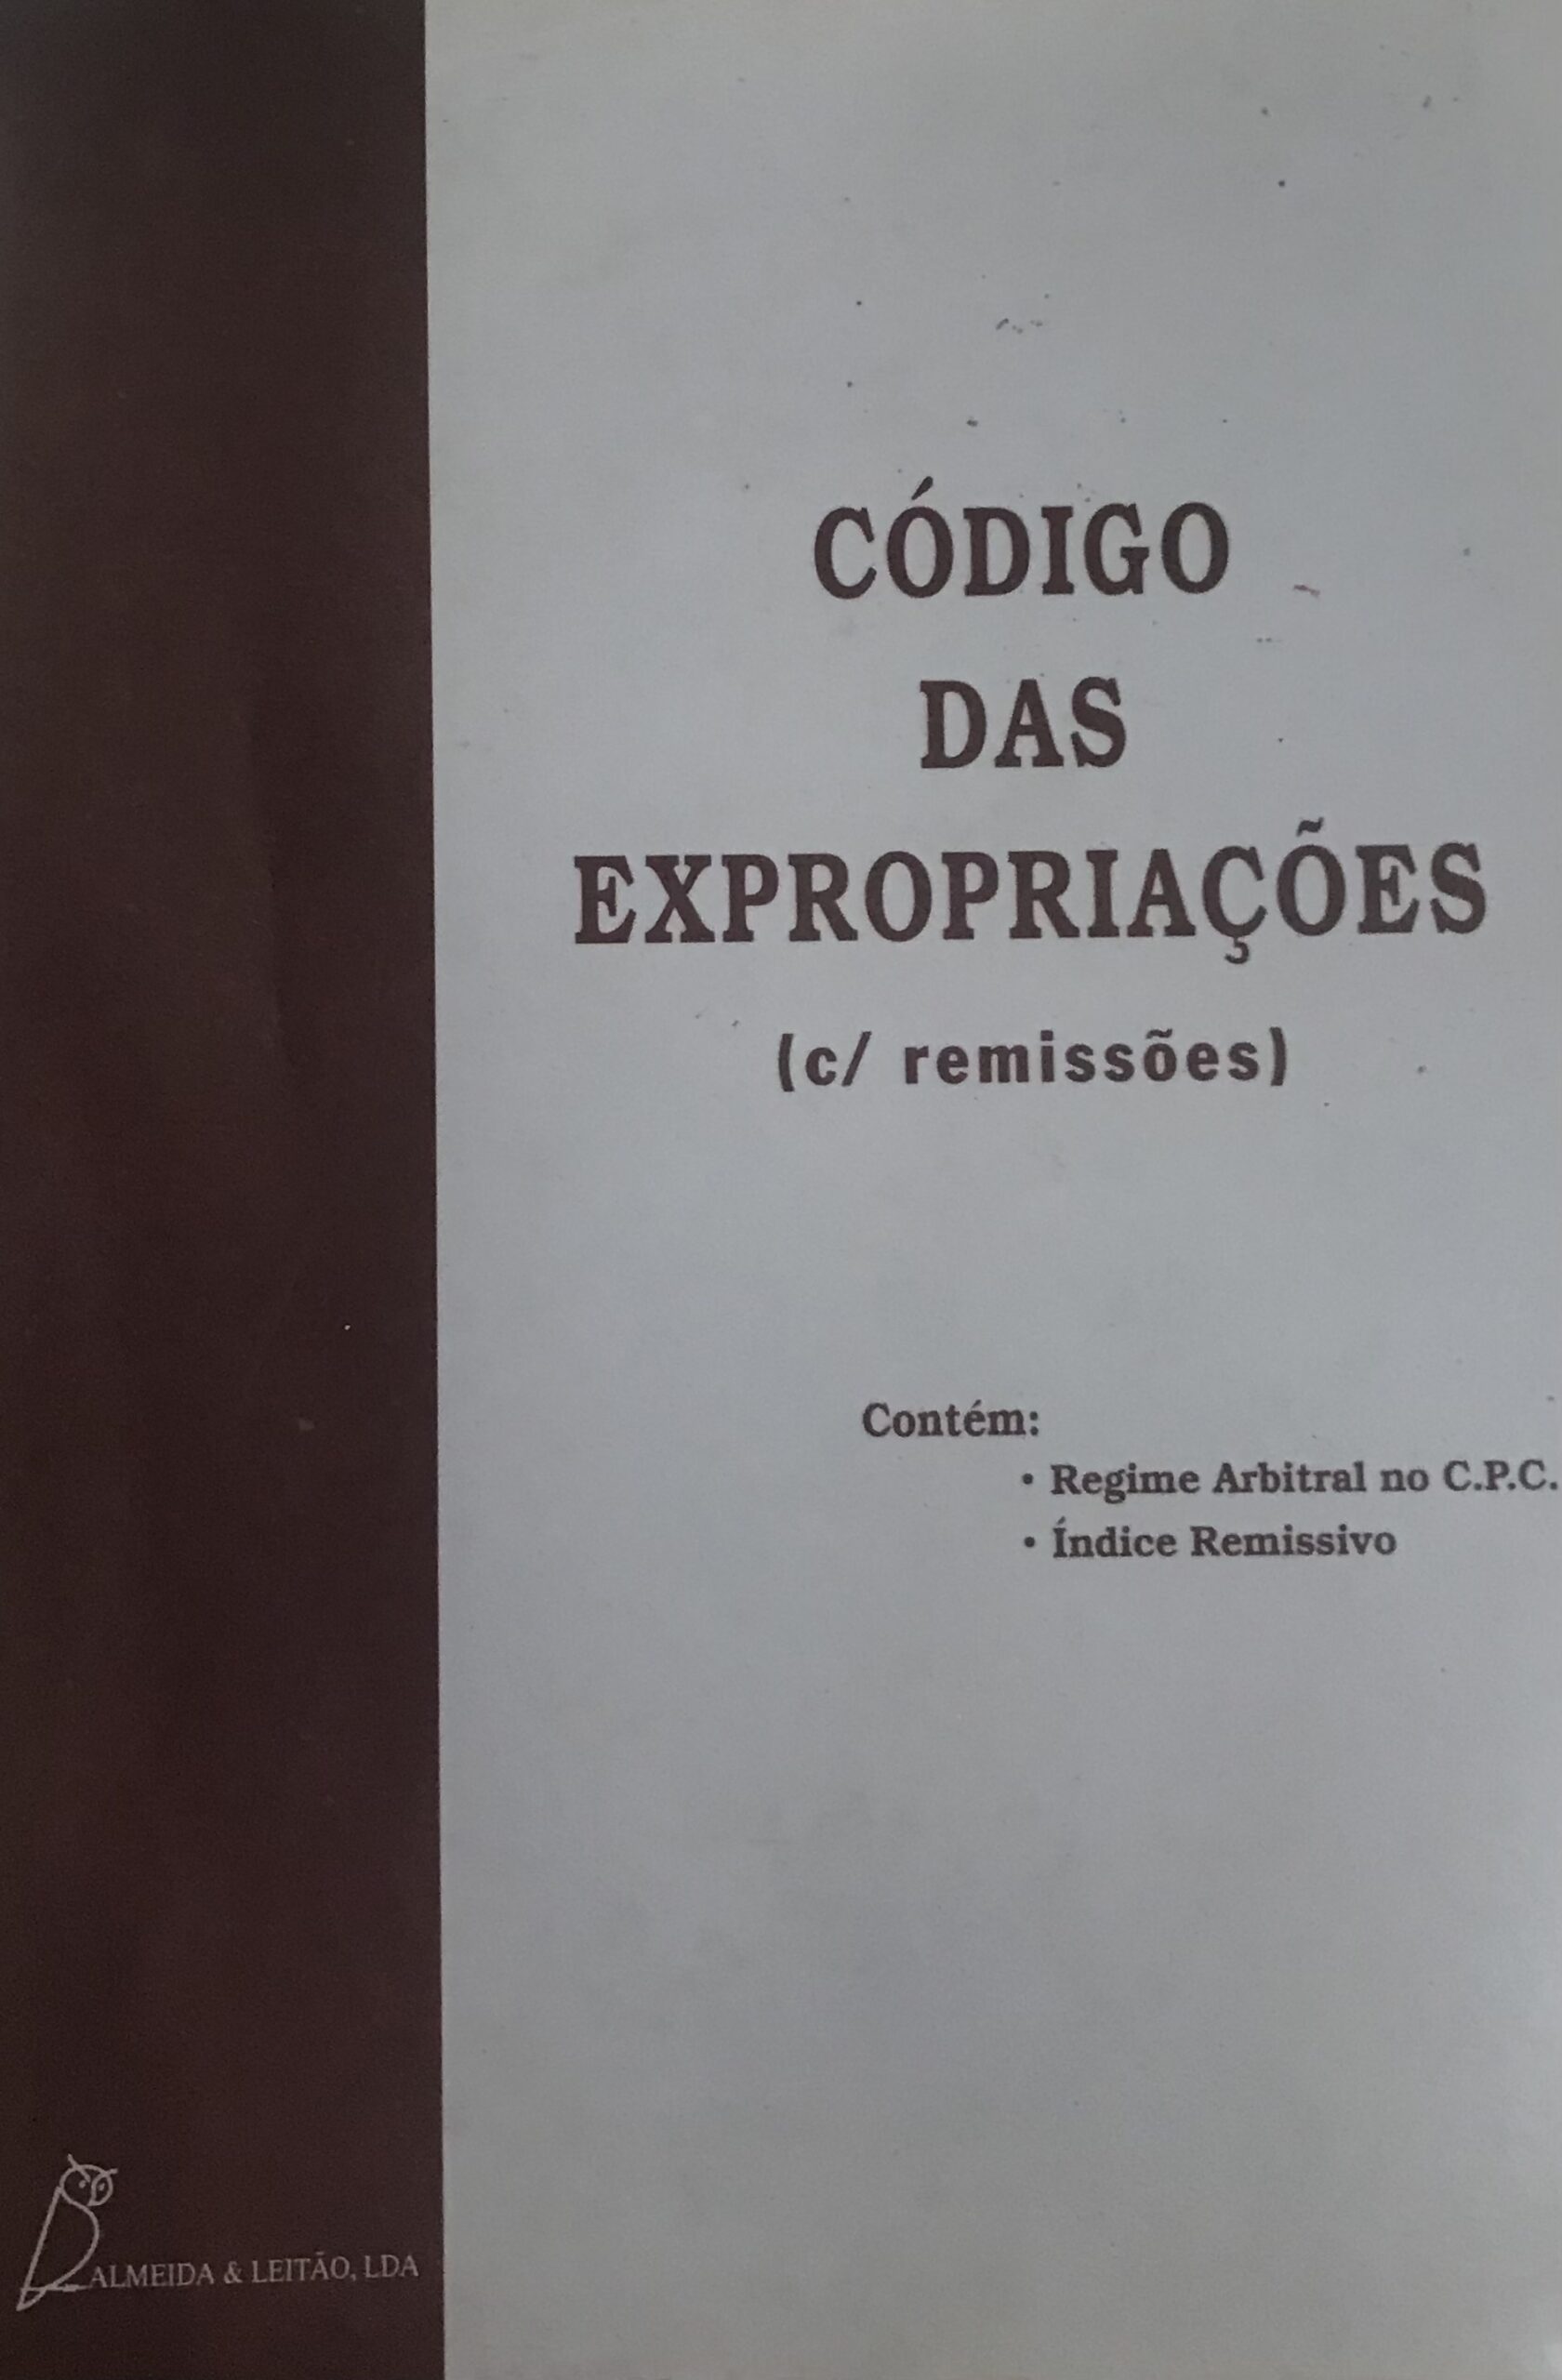 CÓDIGO
DAS
EXPROPRIAÇÕES
(c/ remissões)
Contém:
• Regime Arbitral no C.P.C.
• Índice Remissivo
ALMEIDA & LEITÃO, LDA